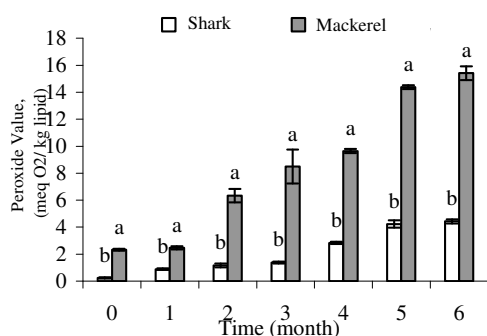 Shark Mackerel
Peroxide Value,
(meq O2/ kg lipid)
18
16
14
12
10
8
6
4
2
0
b a b a b a b a b a b a b a
0 1 2 3 4 5 6
Time (month)